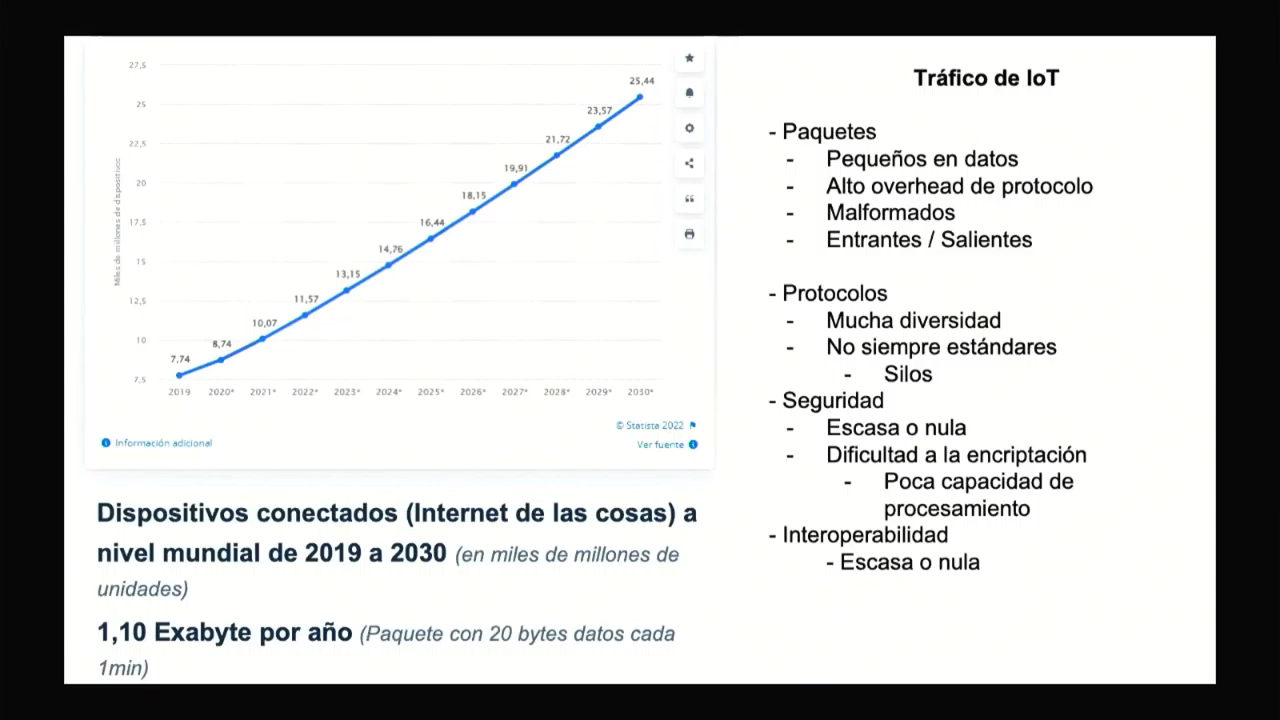 27,5
25
22,5
20
17,5
15
12,5
10
7,5
Miles de millones de dispositivos
7,74
8,74
10,07
11,57
13,15
14,76
16,44
18,15
19,91
21,72
23,57
25,44
2019 2020* 2021* 2022* 2023* 2024* 2025* 2026* 2027* 2028* 2029* 2030*
© Statista 2022
Información adicional
Ver fuente
Dispositivos conectados (Internet de las cosas) a
nivel mundial de 2019 a 2030 (en miles de millones de
unidades)
1,10 Exabyte por año (Paquete con 20 bytes datos cada
1min)
Tráfico de IoT
- Paquetes
- Pequeños en datos
- Alto overhead de protocolo
- Malformados
- Entrantes / Salientes
- Protocolos
- Mucha diversidad
- No siempre estándares
- Silos
- Seguridad
- Escasa o nula
- Dificultad a la encriptación
- Poca capacidad de
procesamiento
- Interoperabilidad
- Escasa o nula